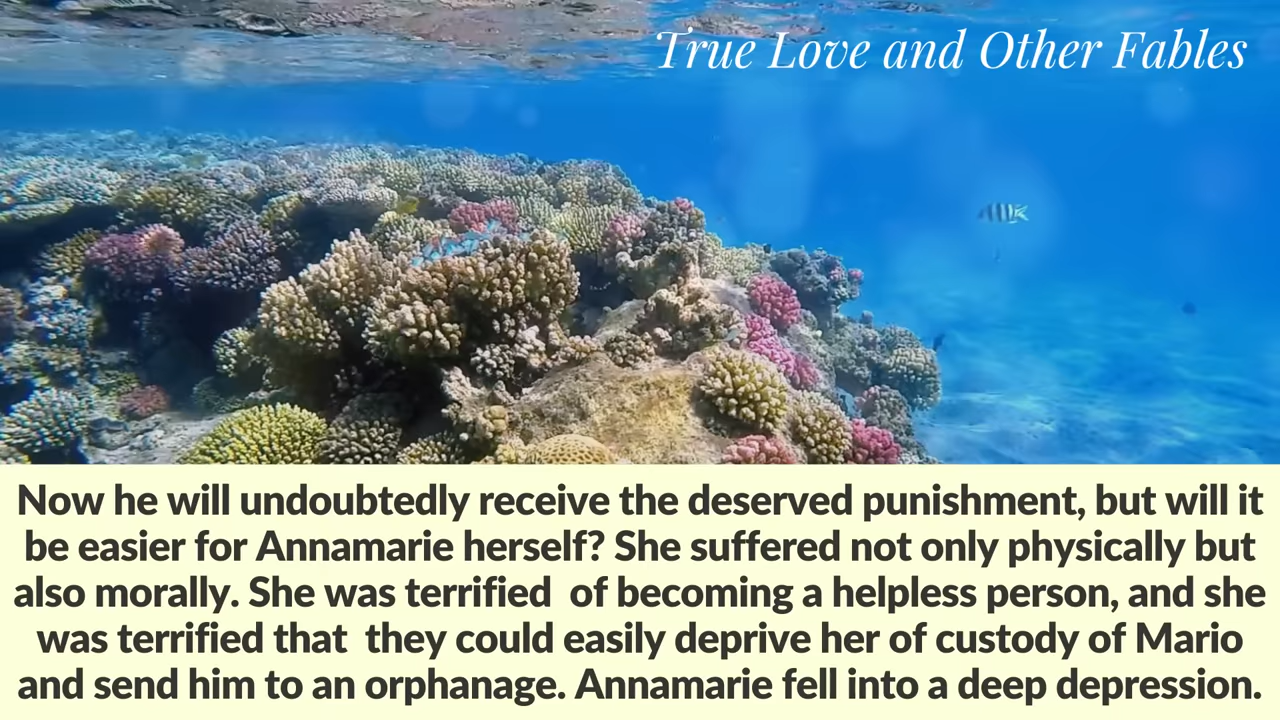 True Love and Other Fables
Now he will undoubtedly receive the deserved punishment, but will it
be easier for Annamarie herself? She suffered not only physically but
also morally. She was terrified  of becoming a helpless person, and she
was terrified that  they could easily deprive her of custody of Mario
and send him to an orphanage. Annamarie fell into a deep depression.